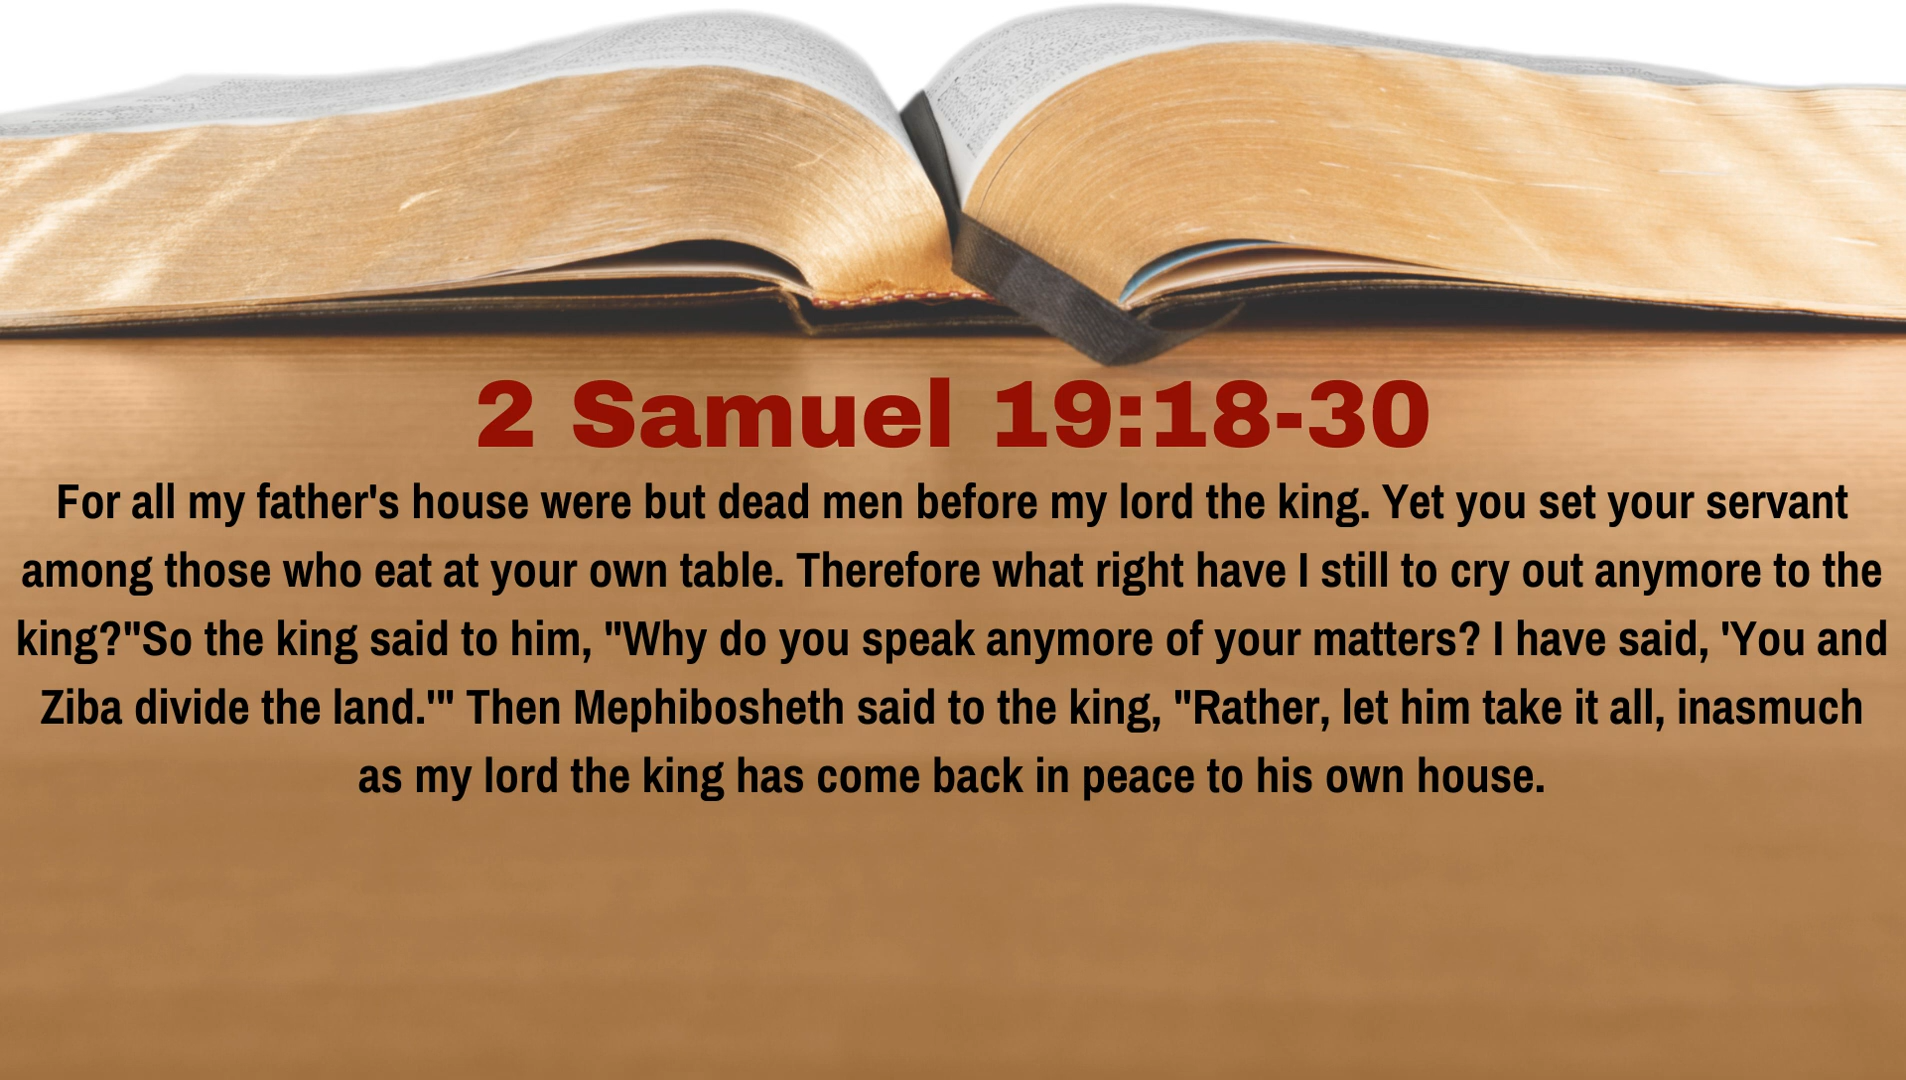 2 Samuel 19:18-30
For all my father's house were but dead men before my lord the king. Yet you set your servant
among those who eat at your own table. Therefore what right have I still to cry out anymore to the
king?"So the king said to him, "Why do you speak anymore of your matters? I have said, 'You and
Ziba divide the land.'" Then Mephibosheth said to the king, "Rather, let him take it all, inasmuch
as my lord the king has come back in peace to his own house.